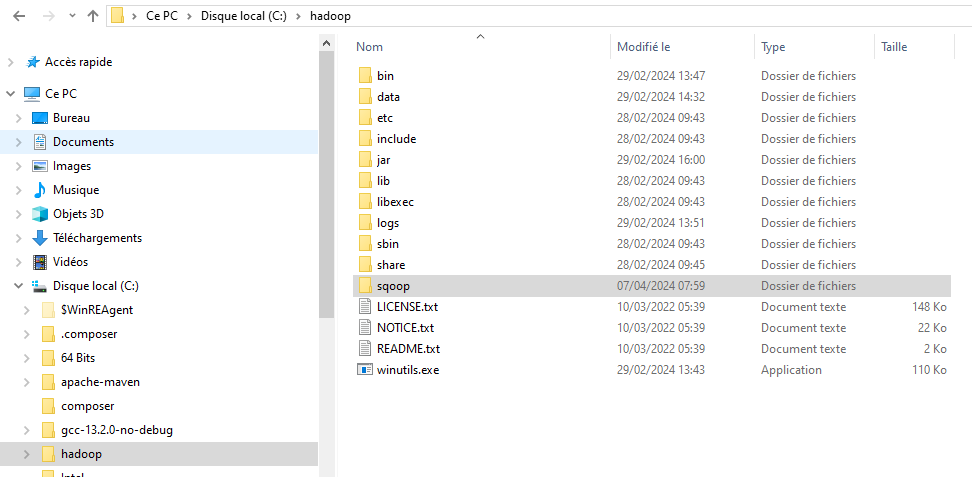 Ce PC > Disque local (C:) > hadoop
Accès rapide
Ce PC
Bureau
Documents
Images
Musique
Objets 3D
Téléchargements
Vidéos
Disque local (C:)
$WinREAgent
.composer
64 Bits
apache-maven
composer
gcc-13.2.0-no-debug
hadoop
Intel
Nom Modifié le Type Taille
bin 29/02/2024 13:47 Dossier de fichiers
data 29/02/2024 14:32 Dossier de fichiers
etc 28/02/2024 09:43 Dossier de fichiers
include 28/02/2024 09:43 Dossier de fichiers
jar 29/02/2024 16:00 Dossier de fichiers
lib 28/02/2024 09:43 Dossier de fichiers
libexec 28/02/2024 09:43 Dossier de fichiers
logs 29/02/2024 13:51 Dossier de fichiers
sbin 28/02/2024 09:43 Dossier de fichiers
share 28/02/2024 09:45 Dossier de fichiers
sqoop 07/04/2024 07:59 Dossier de fichiers
LICENSE.txt 10/03/2022 05:39 Document texte 148 Ko
NOTICE.txt 10/03/2022 05:39 Document texte 22 Ko
README.txt 10/03/2022 05:39 Document texte 2 Ko
winutils.exe 29/02/2024 13:43 Application 110 Ko